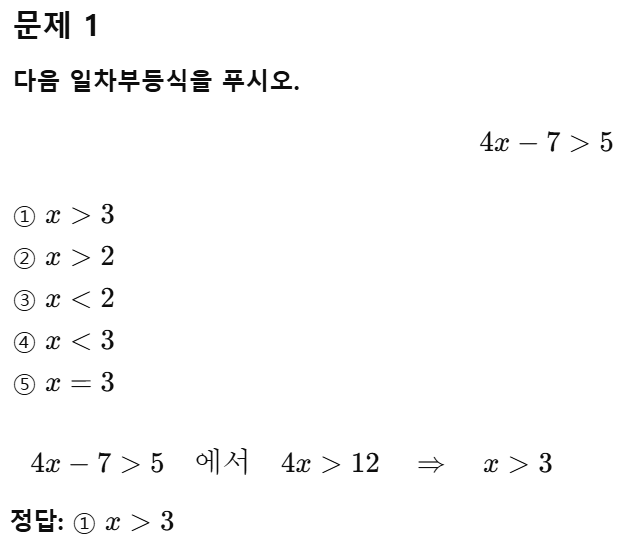 문제 1
다음 일차부등식을 푸시오.
4x − 7 > 5
① x > 3
② x > 2
③ x < 2
④ x < 3
⑤ x = 3
4x − 7 > 5 에서 4x > 12 ⇒ x > 3
정답: ① x > 3